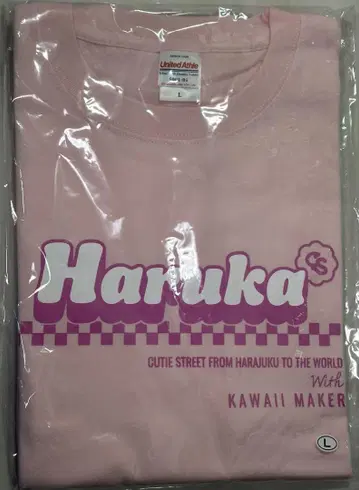 United Athle
L
Haruka
CS
CUTIE STREET FROM HARAJUKU TO THE WORLD
With
KAWAII MAKER
L